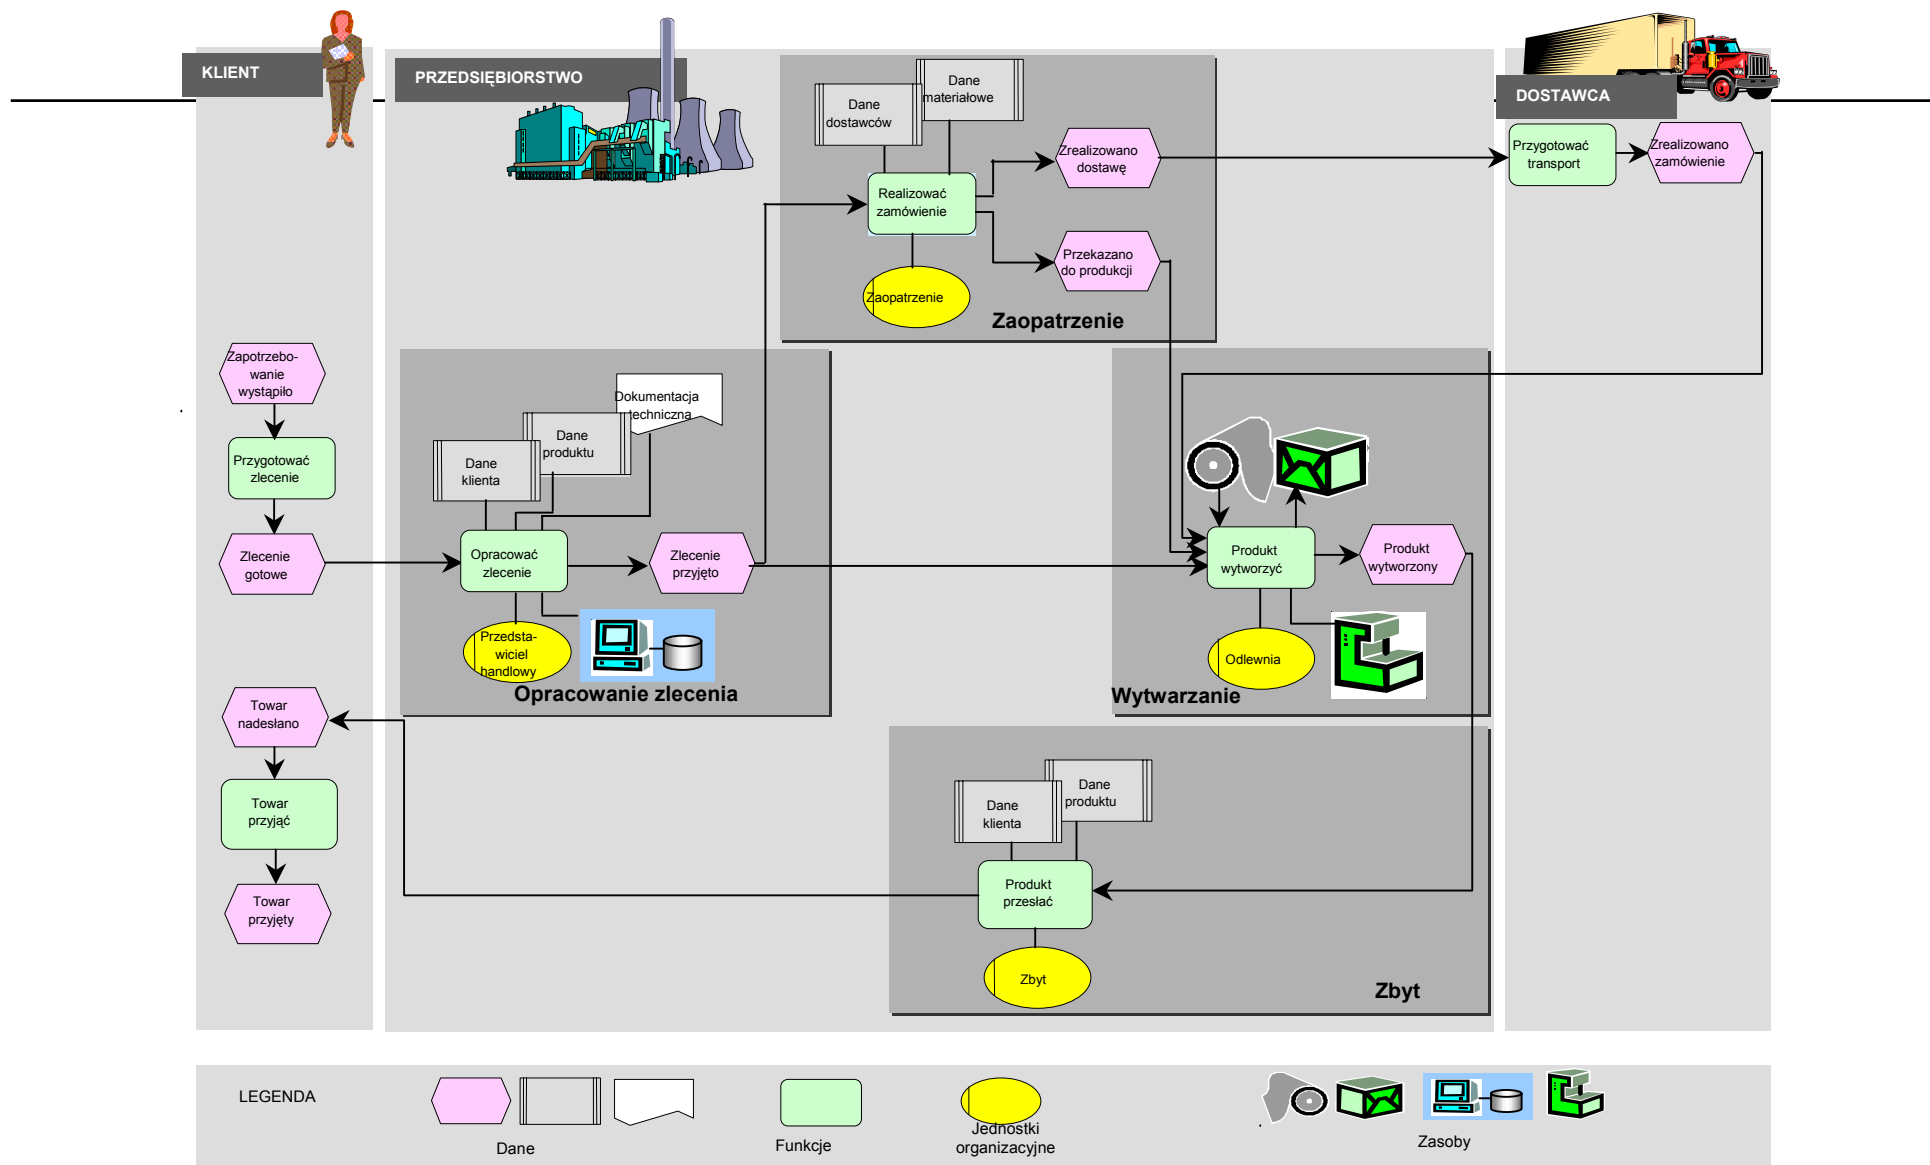 KLIENT
PRZEDSIĘBIORSTWO
DOSTAWCA
Dane
materiałowe
Dane
dostawców
Zrealizowano
dostawę
Realizować
zamówienie
Przekazano
do produkcji
Zaopatrzenie
Zaopatrzenie
Przygotować
transport
Zrealizowano
zamówienie
Zapotrzebo-
wanie
wystąpiło
Przygotować
zlecenie
Zlecenie
gotowe
Dokumentacja
techniczna
Dane
produktu
Dane
klienta
Opracować
zlecenie
Zlecenie
przyjęto
Przedsta-
wiciel
handlowy
Opracowanie zlecenia
Produkt
wytworzyć
Produkt
wytworzony
Odlewnia
Wytwarzanie
Towar
nadesłano
Towar
przyjąć
Towar
przyjęty
Dane
produktu
Dane
klienta
Produkt
przesłać
Zbyt
Zbyt
LEGENDA
Dane
Funkcje
Jednostki
organizacyjne
Zasoby